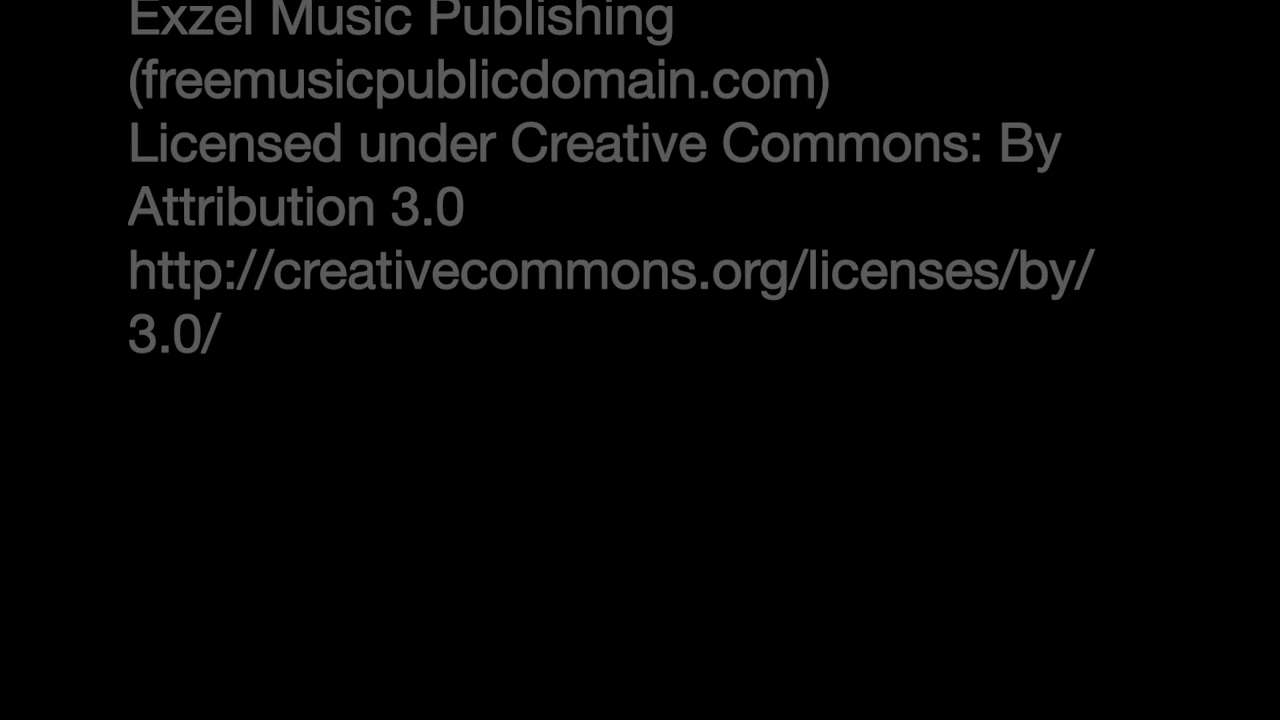 Exzel Music Publishing
(freemusicpublicdomain.com)
Licensed under Creative Commons: By
Attribution 3.0
http://creativecommons.org/licenses/by/
3.0/